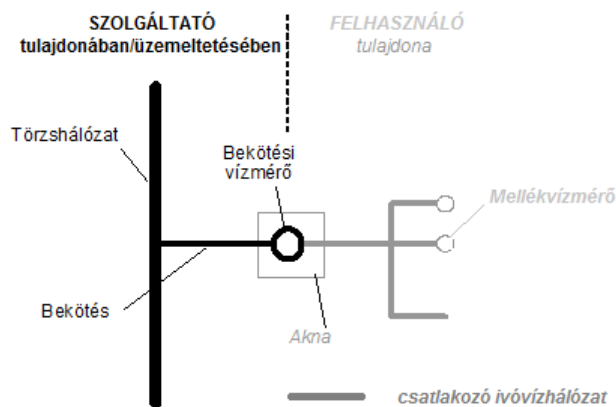 SZOLGÁLTATÓ
tulajdonában/üzemeltetésében
FELHASZNÁLÓ
tulajdona
Törzshálózat
Bekötési
vízmérő
Mellékvízmérő
Bekötés
Akna
csatlakozó ivóvízhálózat